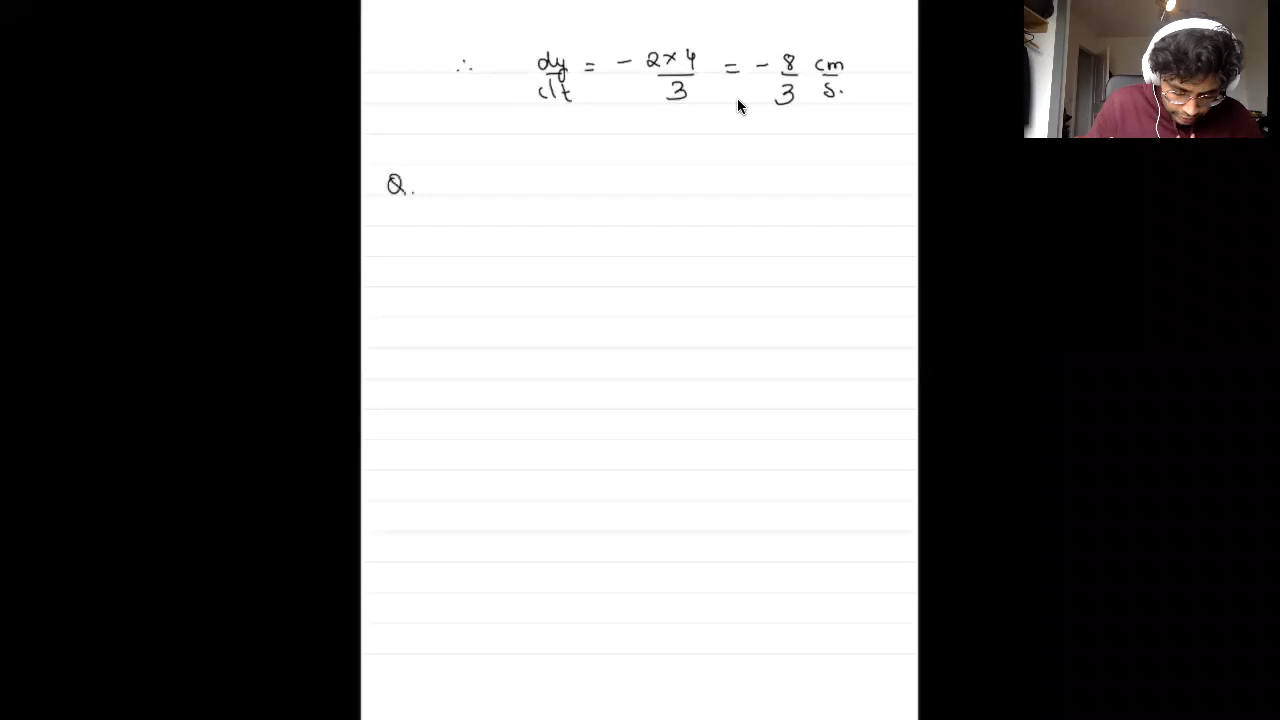 ∴ dy/dt = - 2×4/3 = - 8/3 cm/s.
Q.